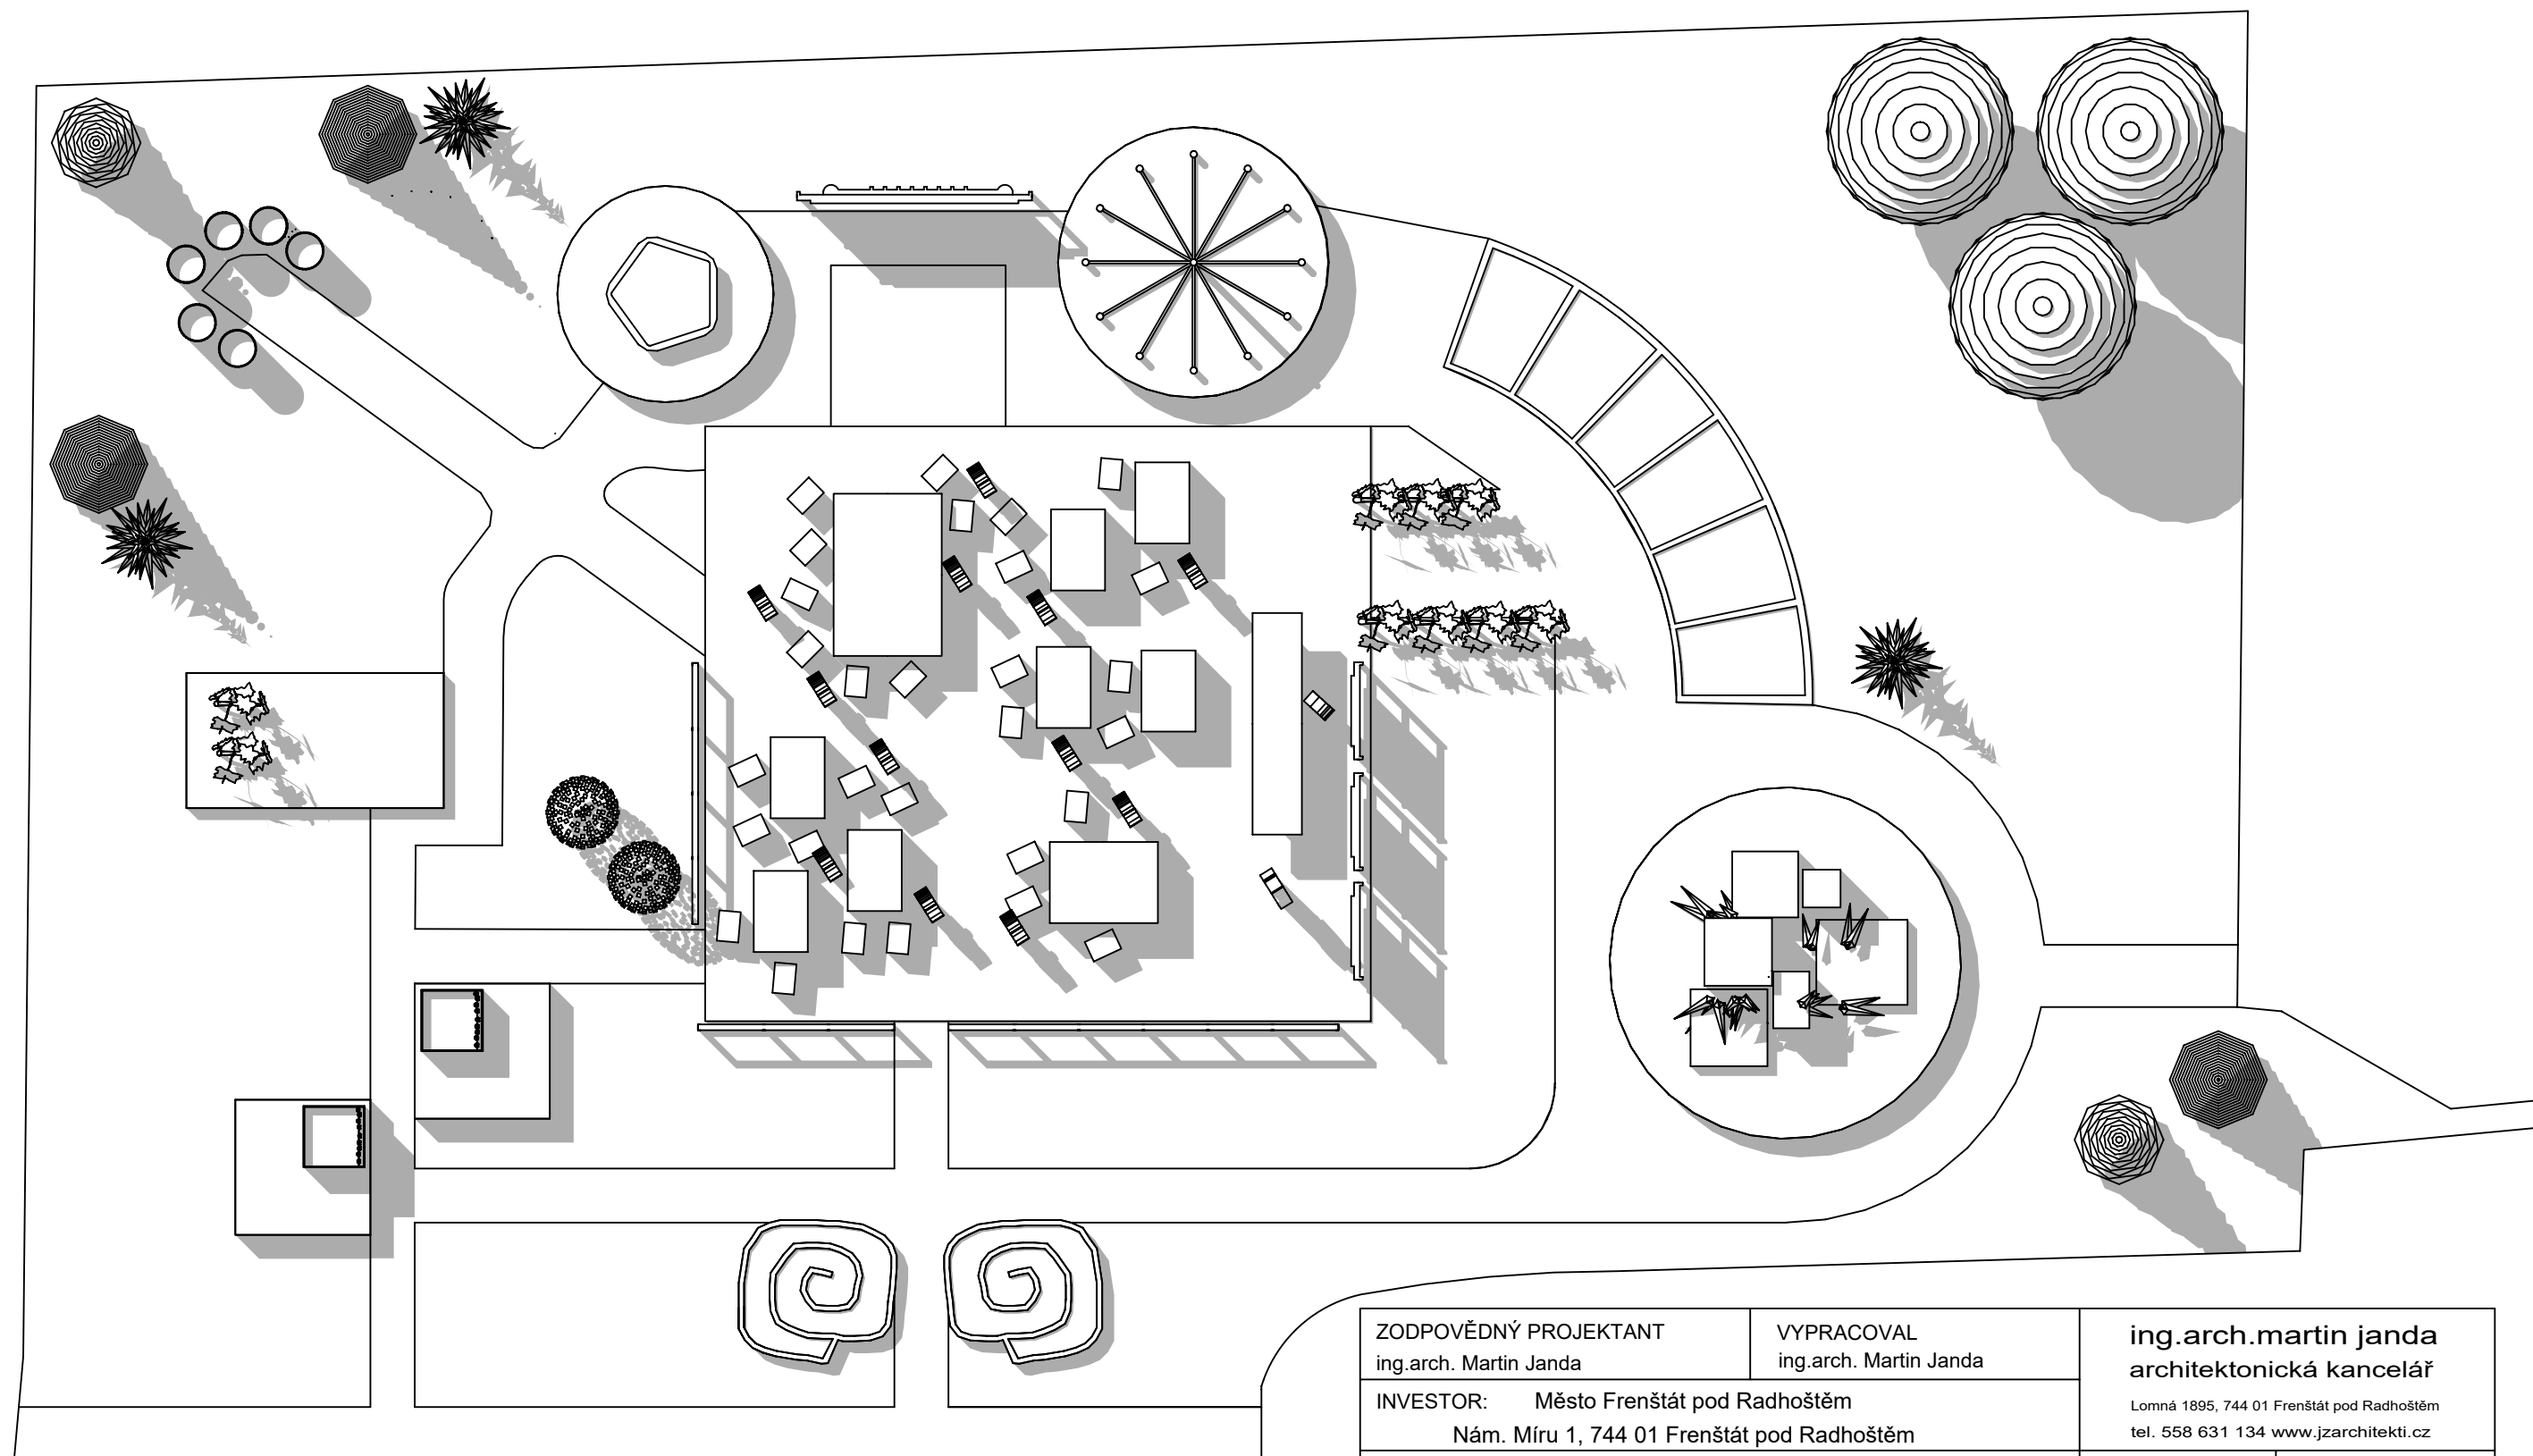 ZODPOVĚDNÝ PROJEKTANT
ing.arch. Martin Janda
VYPRACOVAL
ing.arch. Martin Janda
INVESTOR: Město Frenštát pod Radhoštěm
Nám. Míru 1, 744 01 Frenštát pod Radhoštěm
ing.arch.martin janda
architektonická kancelář
Lomná 1895, 744 01 Frenštát pod Radhoštěm
tel. 558 631 134 www.jzarchitekti.cz